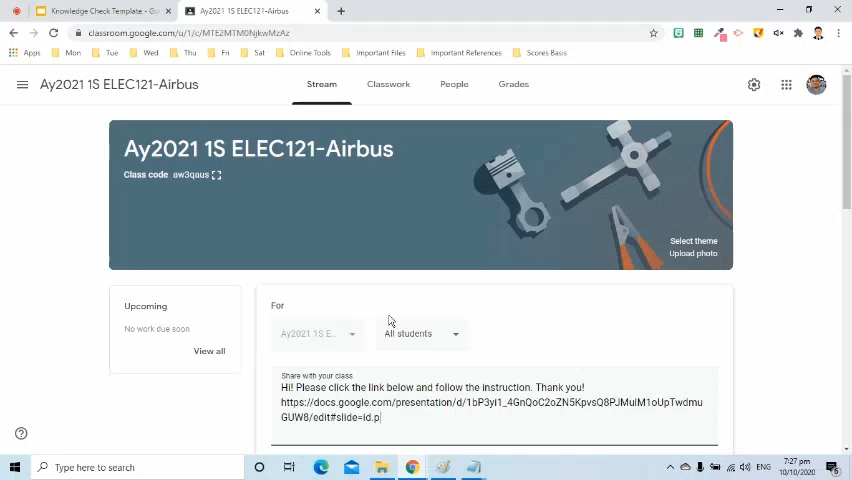 Knowledge Check Template - Go
Ay2021 1S ELEC121-Airbus
classroom.google.com/u/1/c/MTE2MTM0NjkwMzAz
Apps Mon Tue Wed Thu Fri Sat Online Tools Important Files Important References Scores Basis
Ay2021 1S ELEC121-Airbus
Stream Classwork People Grades
Ay2021 1S ELEC121-Airbus
Class code aw3qaus
Select theme
Upload photo
Upcoming
No work due soon
View all
For
Ay2021 1S E...
All students
Share with your class
Hi! Please click the link below and follow the instruction. Thank you!
https://docs.google.com/presentation/d/1bP3yi1_4GnQoC2oZN5KpvsQ8PJMulM1oUpTwdmu
GUW8/edit#slide=id.p
Type here to search
ENG
7:27 pm
10/10/2020